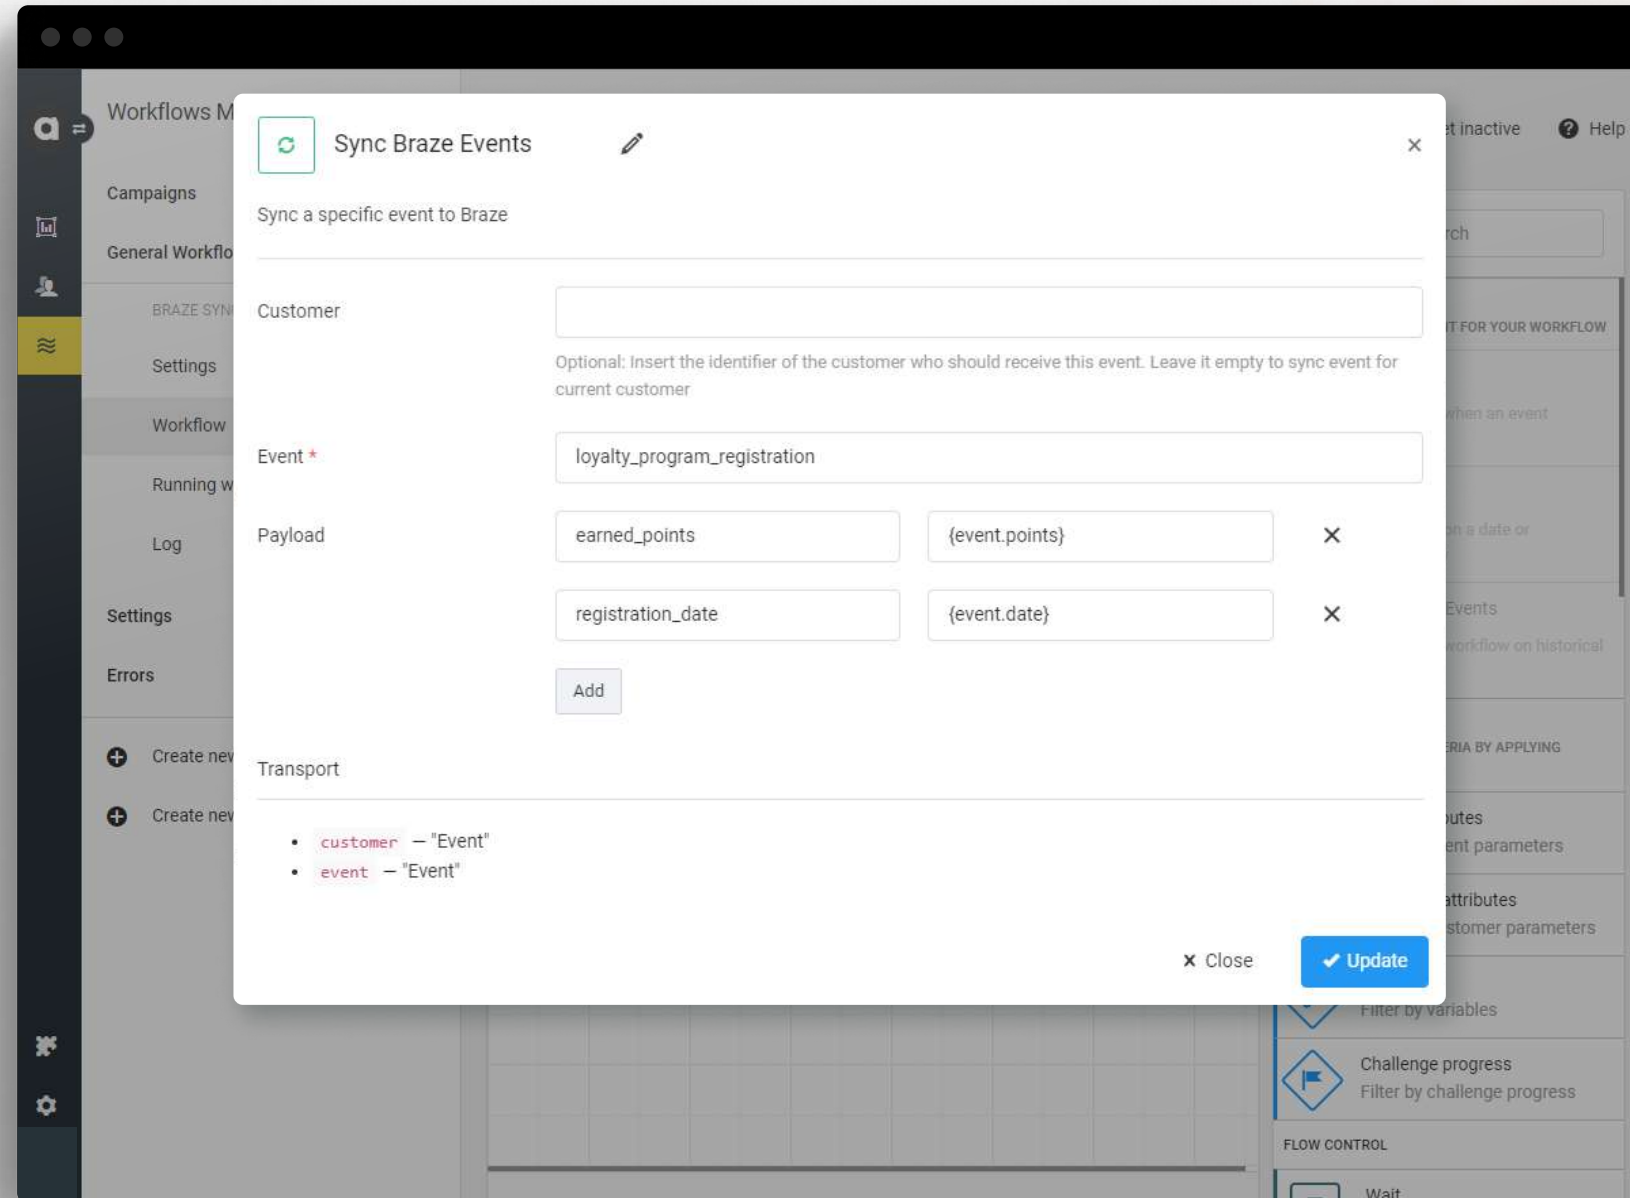 Workflows M
Campaigns
General Workflo
BRAZE SYN
Settings
Workflow
Running w
Log
Settings
Errors
Create new
Create new
Sync Braze Events
Sync a specific event to Braze
Customer
Optional: Insert the identifier of the customer who should receive this event. Leave it empty to sync event for
current customer
Event *
loyalty_program_registration
Payload
earned_points
{event.points}
registration_date
{event.date}
Add
Transport
customer — "Event"
event — "Event"
Close
Update
inactive
Help
rch
T FOR YOUR WORKFLOW
when an event
on a date or
Events
workflow on historical
ERIA BY APPLYING
butes
ent parameters
attributes
stomer parameters
Filter by variables
Challenge progress
Filter by challenge progress
FLOW CONTROL
Wait